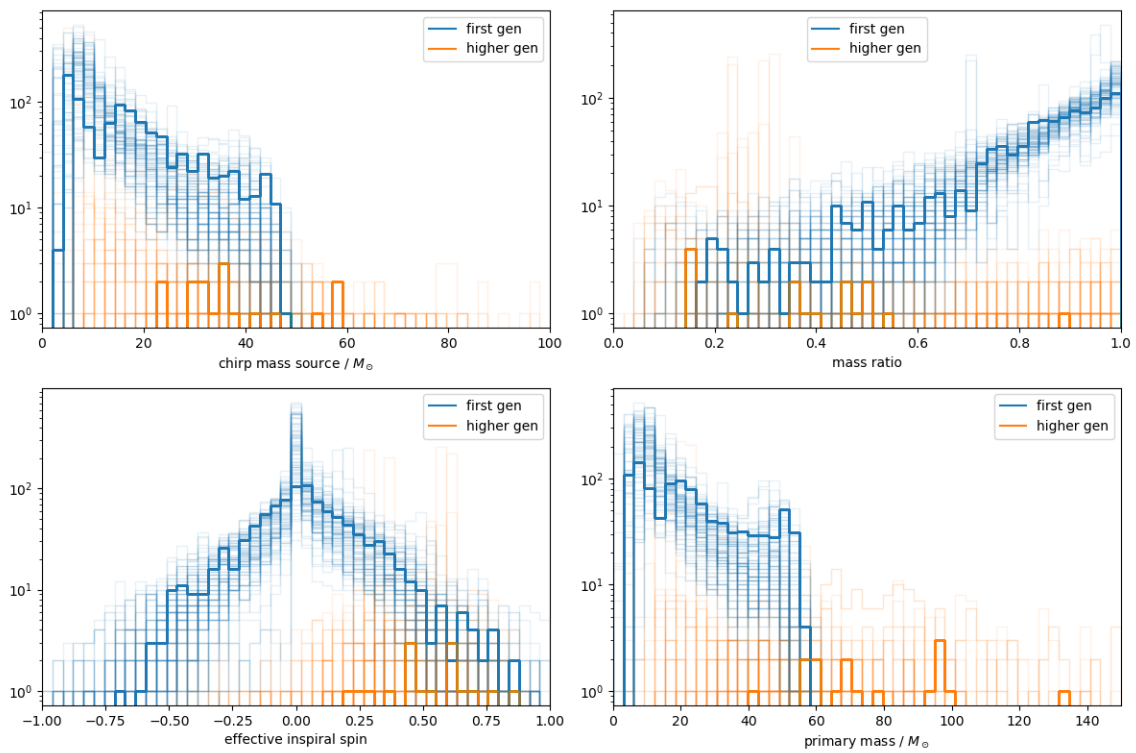 first gen
higher gen
10²
10¹
10⁰
0 20 40 60 80 100
chirp mass source / M⊙
first gen
higher gen
10²
10¹
10⁰
0.0 0.2 0.4 0.6 0.8 1.0
mass ratio
first gen
higher gen
10²
10¹
10⁰
−1.00 −0.75 −0.50 −0.25 0.00 0.25 0.50 0.75 1.00
effective inspiral spin
first gen
higher gen
10²
10¹
10⁰
0 20 40 60 80 100 120 140
primary mass / M⊙